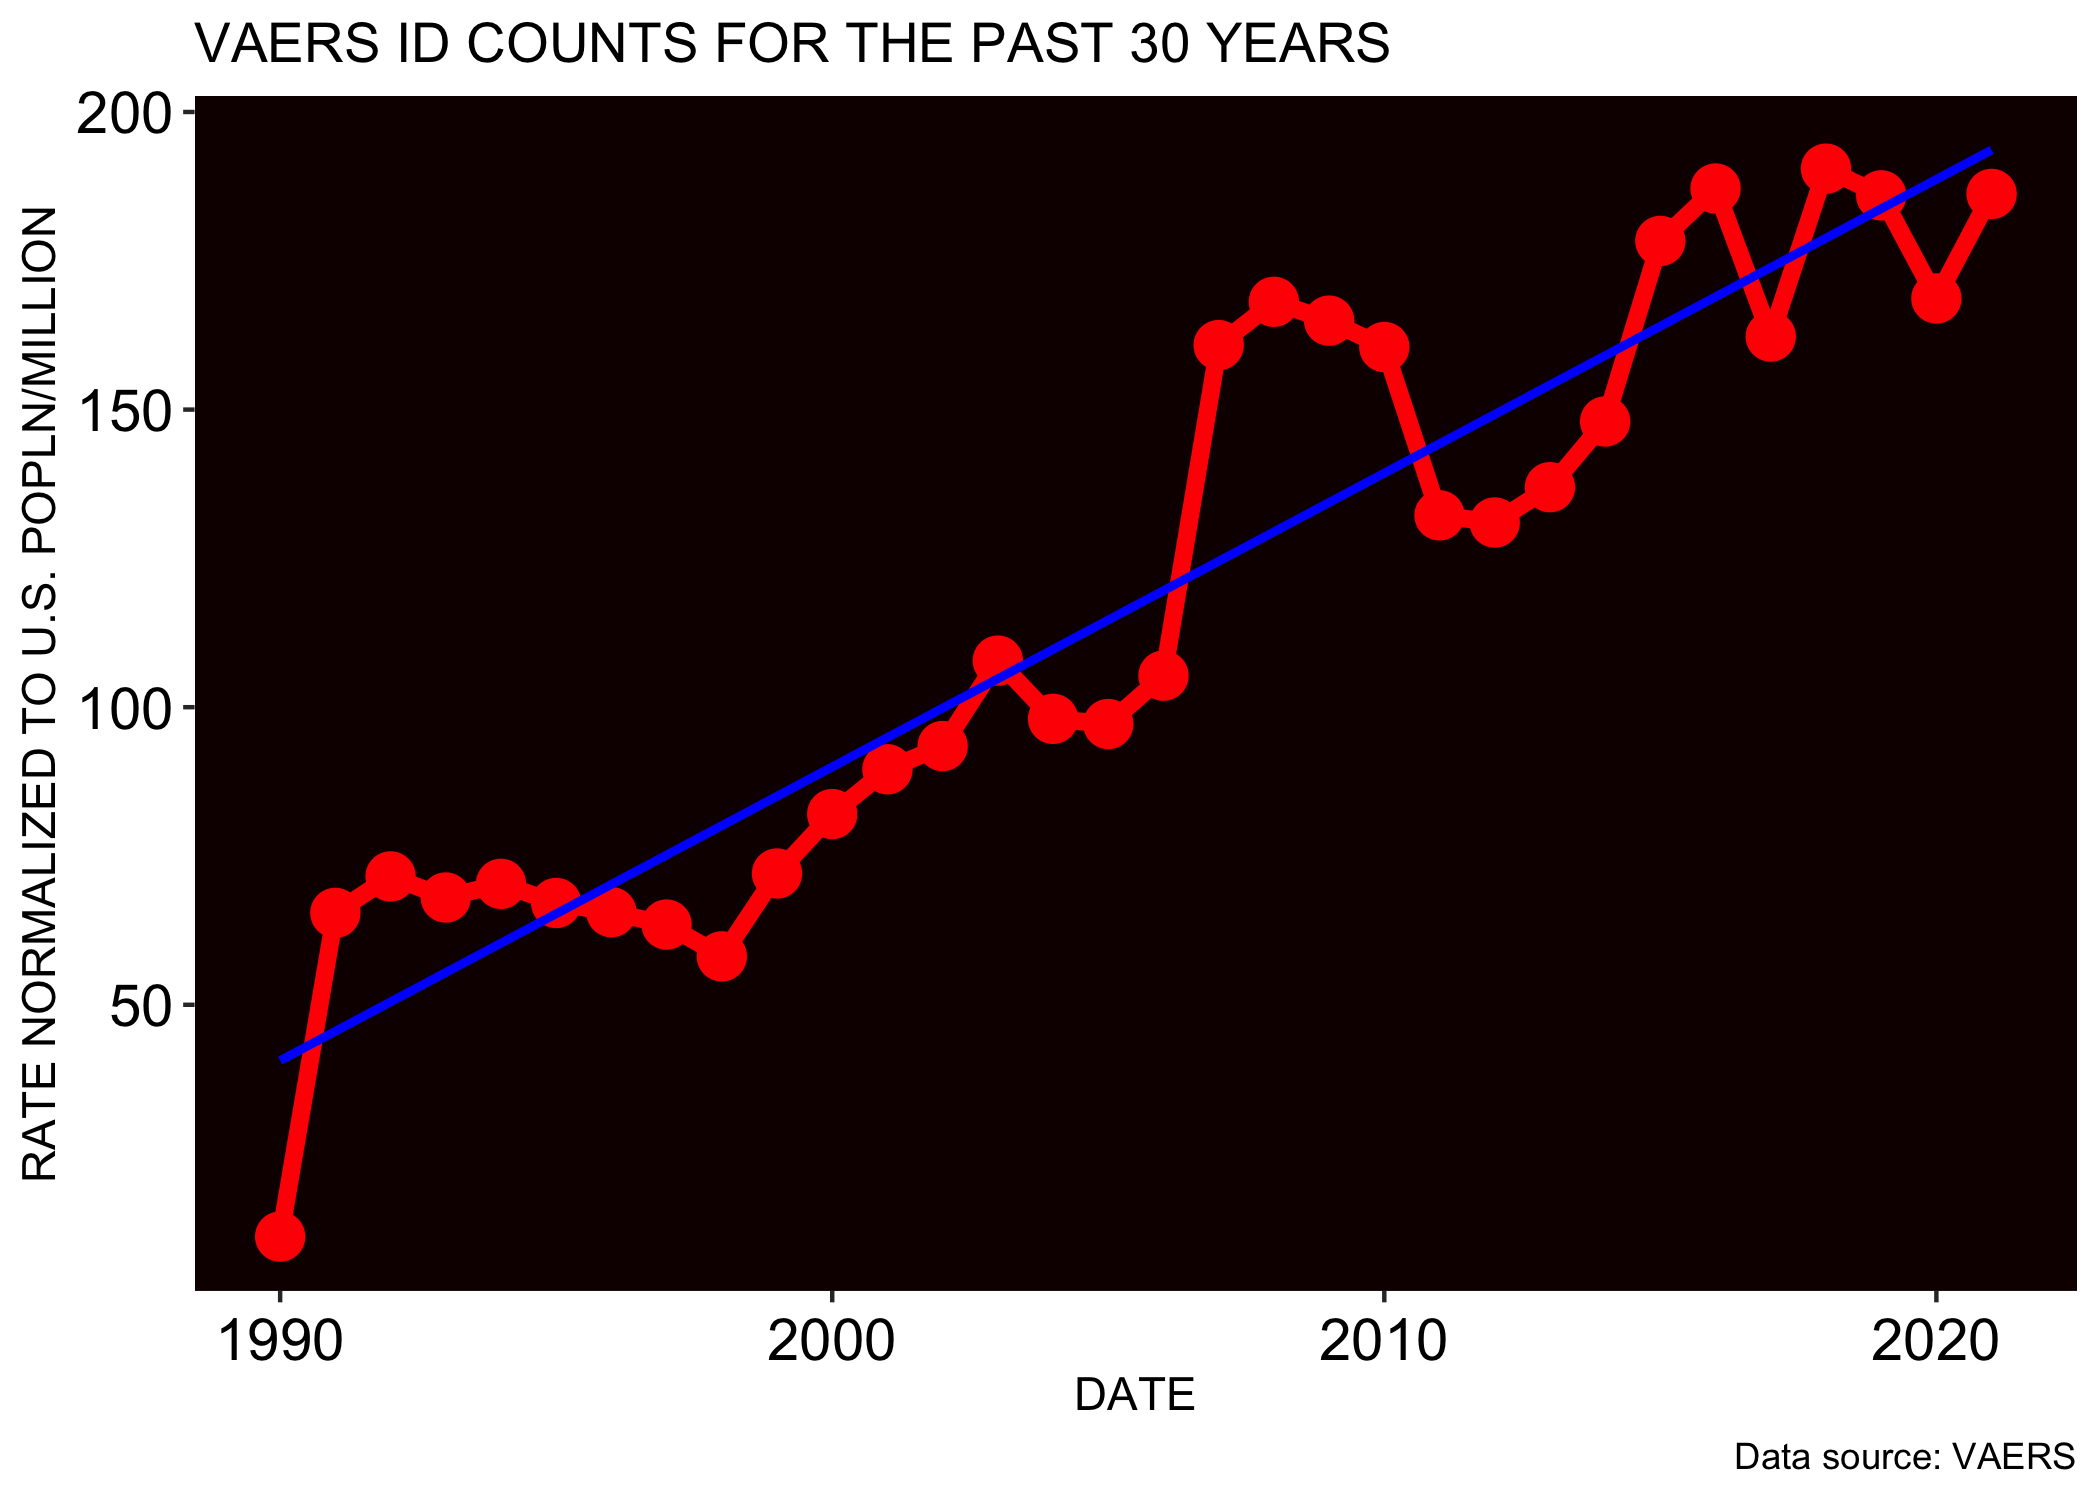 VAERS ID COUNTS FOR THE PAST 30 YEARS
RATE NORMALIZED TO U.S. POPLN/MILLION
200
150
100
50
1990 2000 2010 2020
DATE
Data source: VAERS